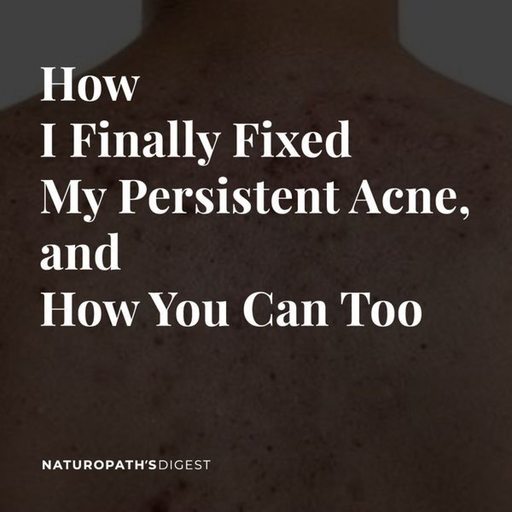 How
I Finally Fixed
My Persistent Acne,
and
How You Can Too
NATUROPATH'SDIGEST